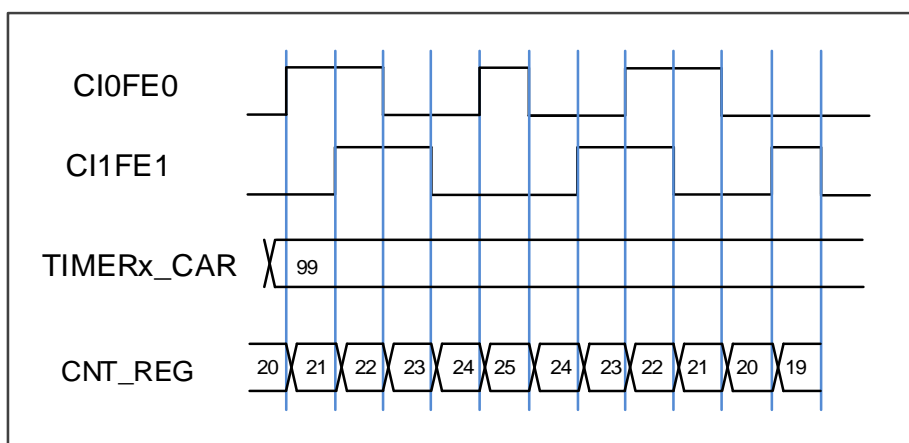 CI0FE0
CI1FE1
TIMERx_CAR 99
CNT_REG 20 21 22 23 24 25 24 23 22 21 20 19